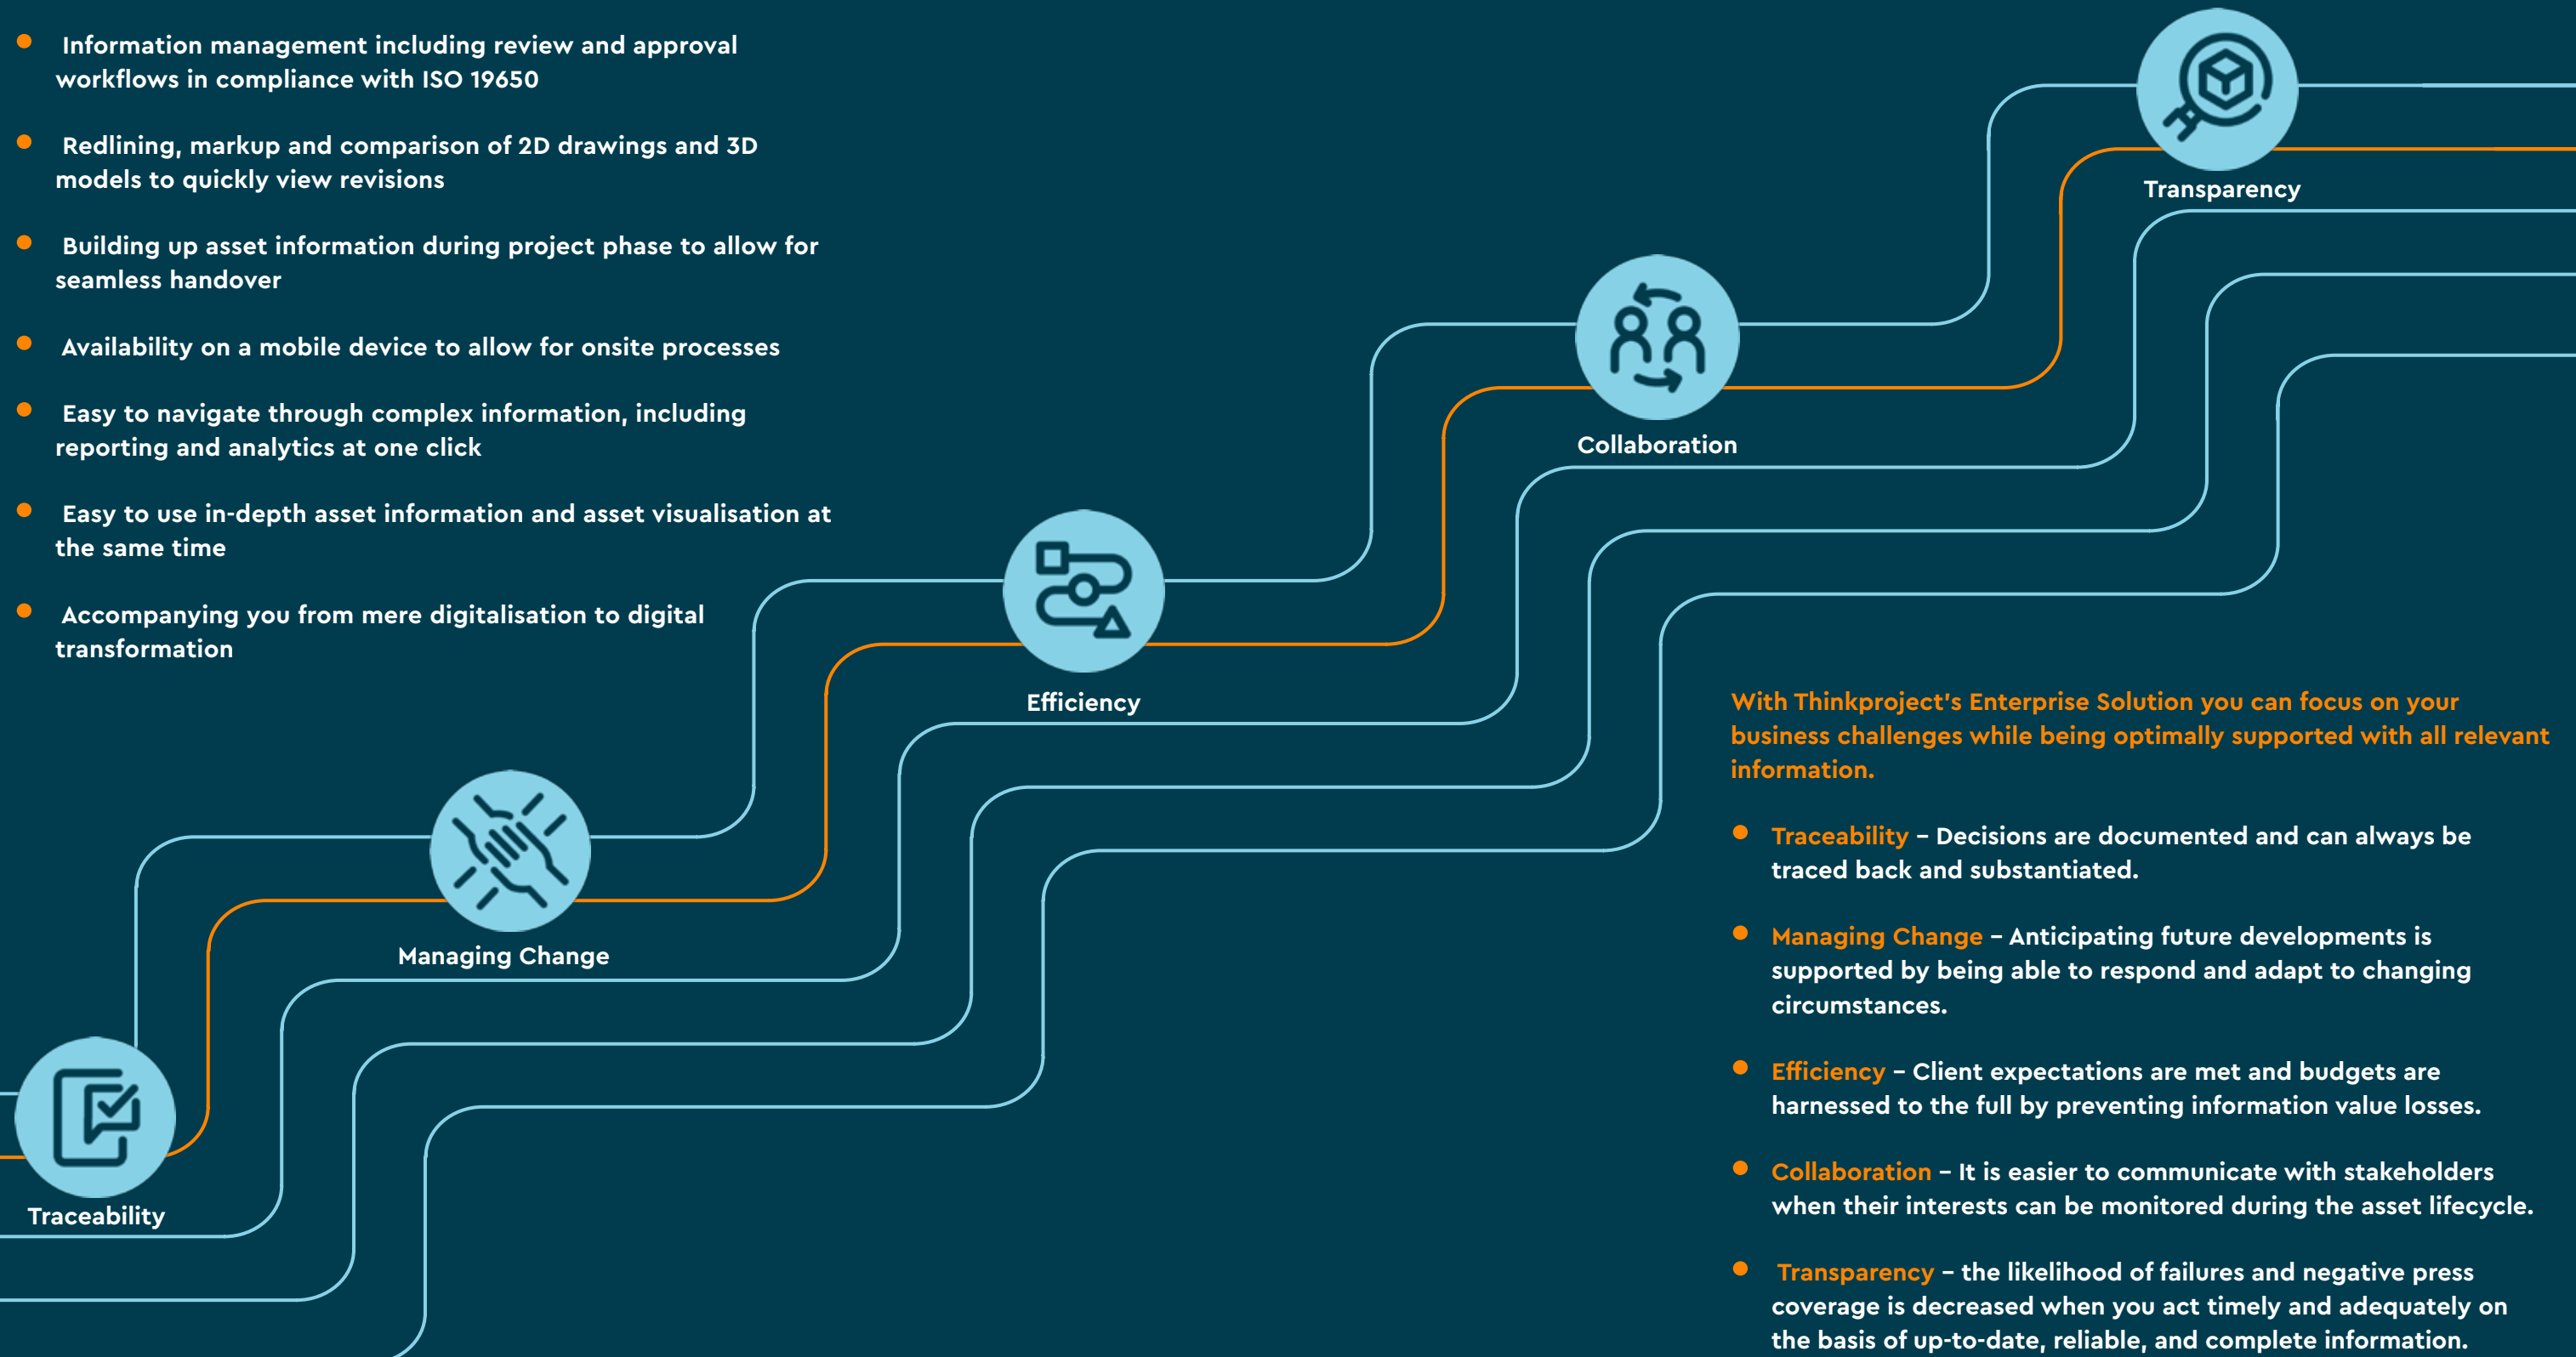 Information management including review and approval
workflows in compliance with ISO 19650
Redlining, markup and comparison of 2D drawings and 3D
models to quickly view revisions
Building up asset information during project phase to allow for
seamless handover
Availability on a mobile device to allow for onsite processes
Easy to navigate through complex information, including
reporting and analytics at one click
Easy to use in-depth asset information and asset visualisation at
the same time
Accompanying you from mere digitalisation to digital
transformation
Transparency
Collaboration
Efficiency
Managing Change
Traceability
With Thinkproject's Enterprise Solution you can focus on your
business challenges while being optimally supported with all relevant
information.
Traceability – Decisions are documented and can always be
traced back and substantiated.
Managing Change – Anticipating future developments is
supported by being able to respond and adapt to changing
circumstances.
Efficiency – Client expectations are met and budgets are
harnessed to the full by preventing information value losses.
Collaboration – It is easier to communicate with stakeholders
when their interests can be monitored during the asset lifecycle.
Transparency – the likelihood of failures and negative press
coverage is decreased when you act timely and adequately on
the basis of up-to-date, reliable, and complete information.